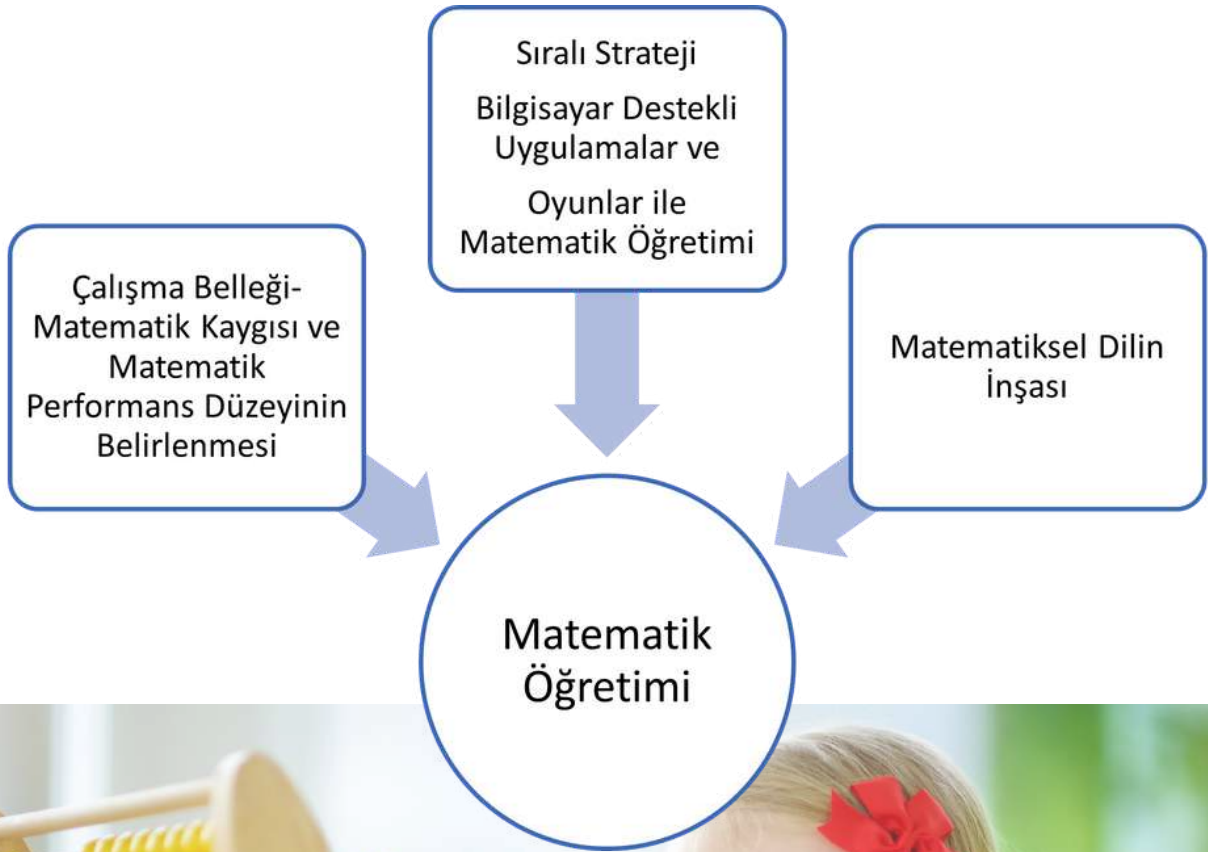 Sıralı Strateji
Bilgisayar Destekli
Uygulamalar ve
Oyunlar ile
Matematik Öğretimi
Çalışma Belleği-
Matematik Kaygısı ve
Matematik
Performans Düzeyinin
Belirlenmesi
Matematiksel Dilin
İnşası
Matematik
Öğretimi